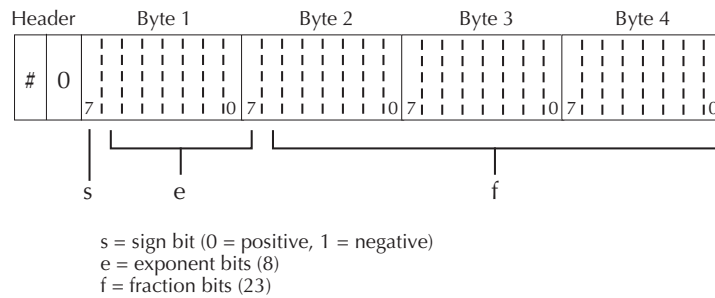 Header Byte 1 Byte 2 Byte 3 Byte 4
# 0
7 0 7 0 7 0 7 0
s e f
s = sign bit (0 = positive, 1 = negative)
e = exponent bits (8)
f = fraction bits (23)